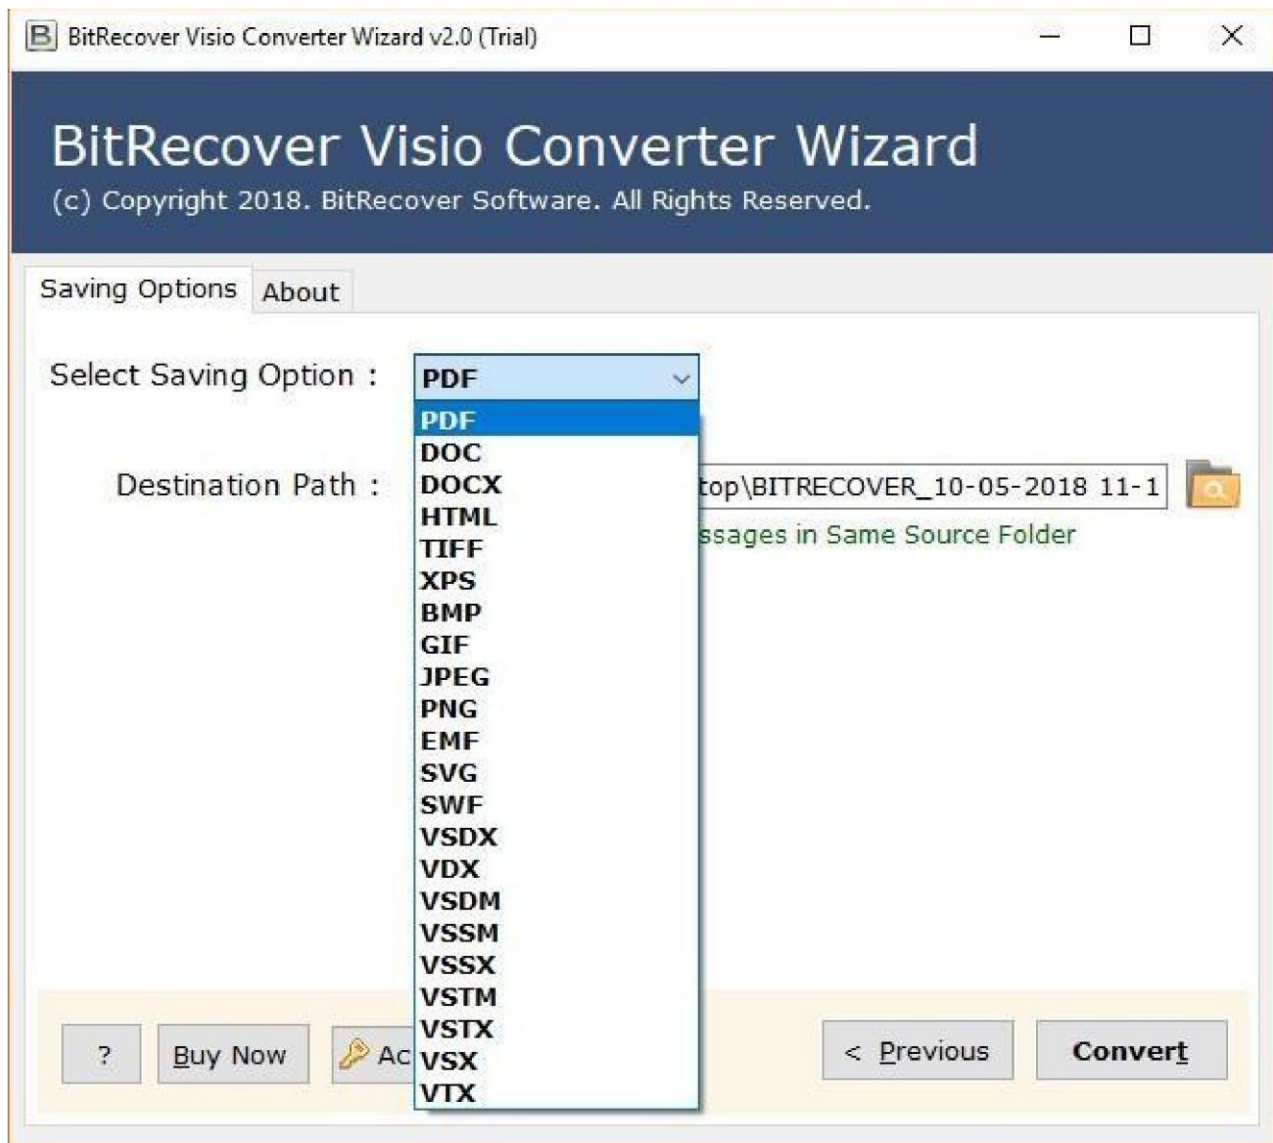 B BitRecover Visio Converter Wizard v2.0 (Trial)
BitRecover Visio Converter Wizard
(c) Copyright 2018. BitRecover Software. All Rights Reserved.
Saving Options About
Select Saving Option : PDF
PDF
DOC
DOCX
Destination Path : top\BITRECOVER_10-05-2018 11-1
HTML
TIFF
ssages in Same Source Folder
XPS
BMP
GIF
JPEG
PNG
EMF
SVG
SWF
VSDX
VDX
VSDM
VSSM
VSSX
VSTM
VSTX
VSX
VTX
? Buy Now Ac < Previous Convert